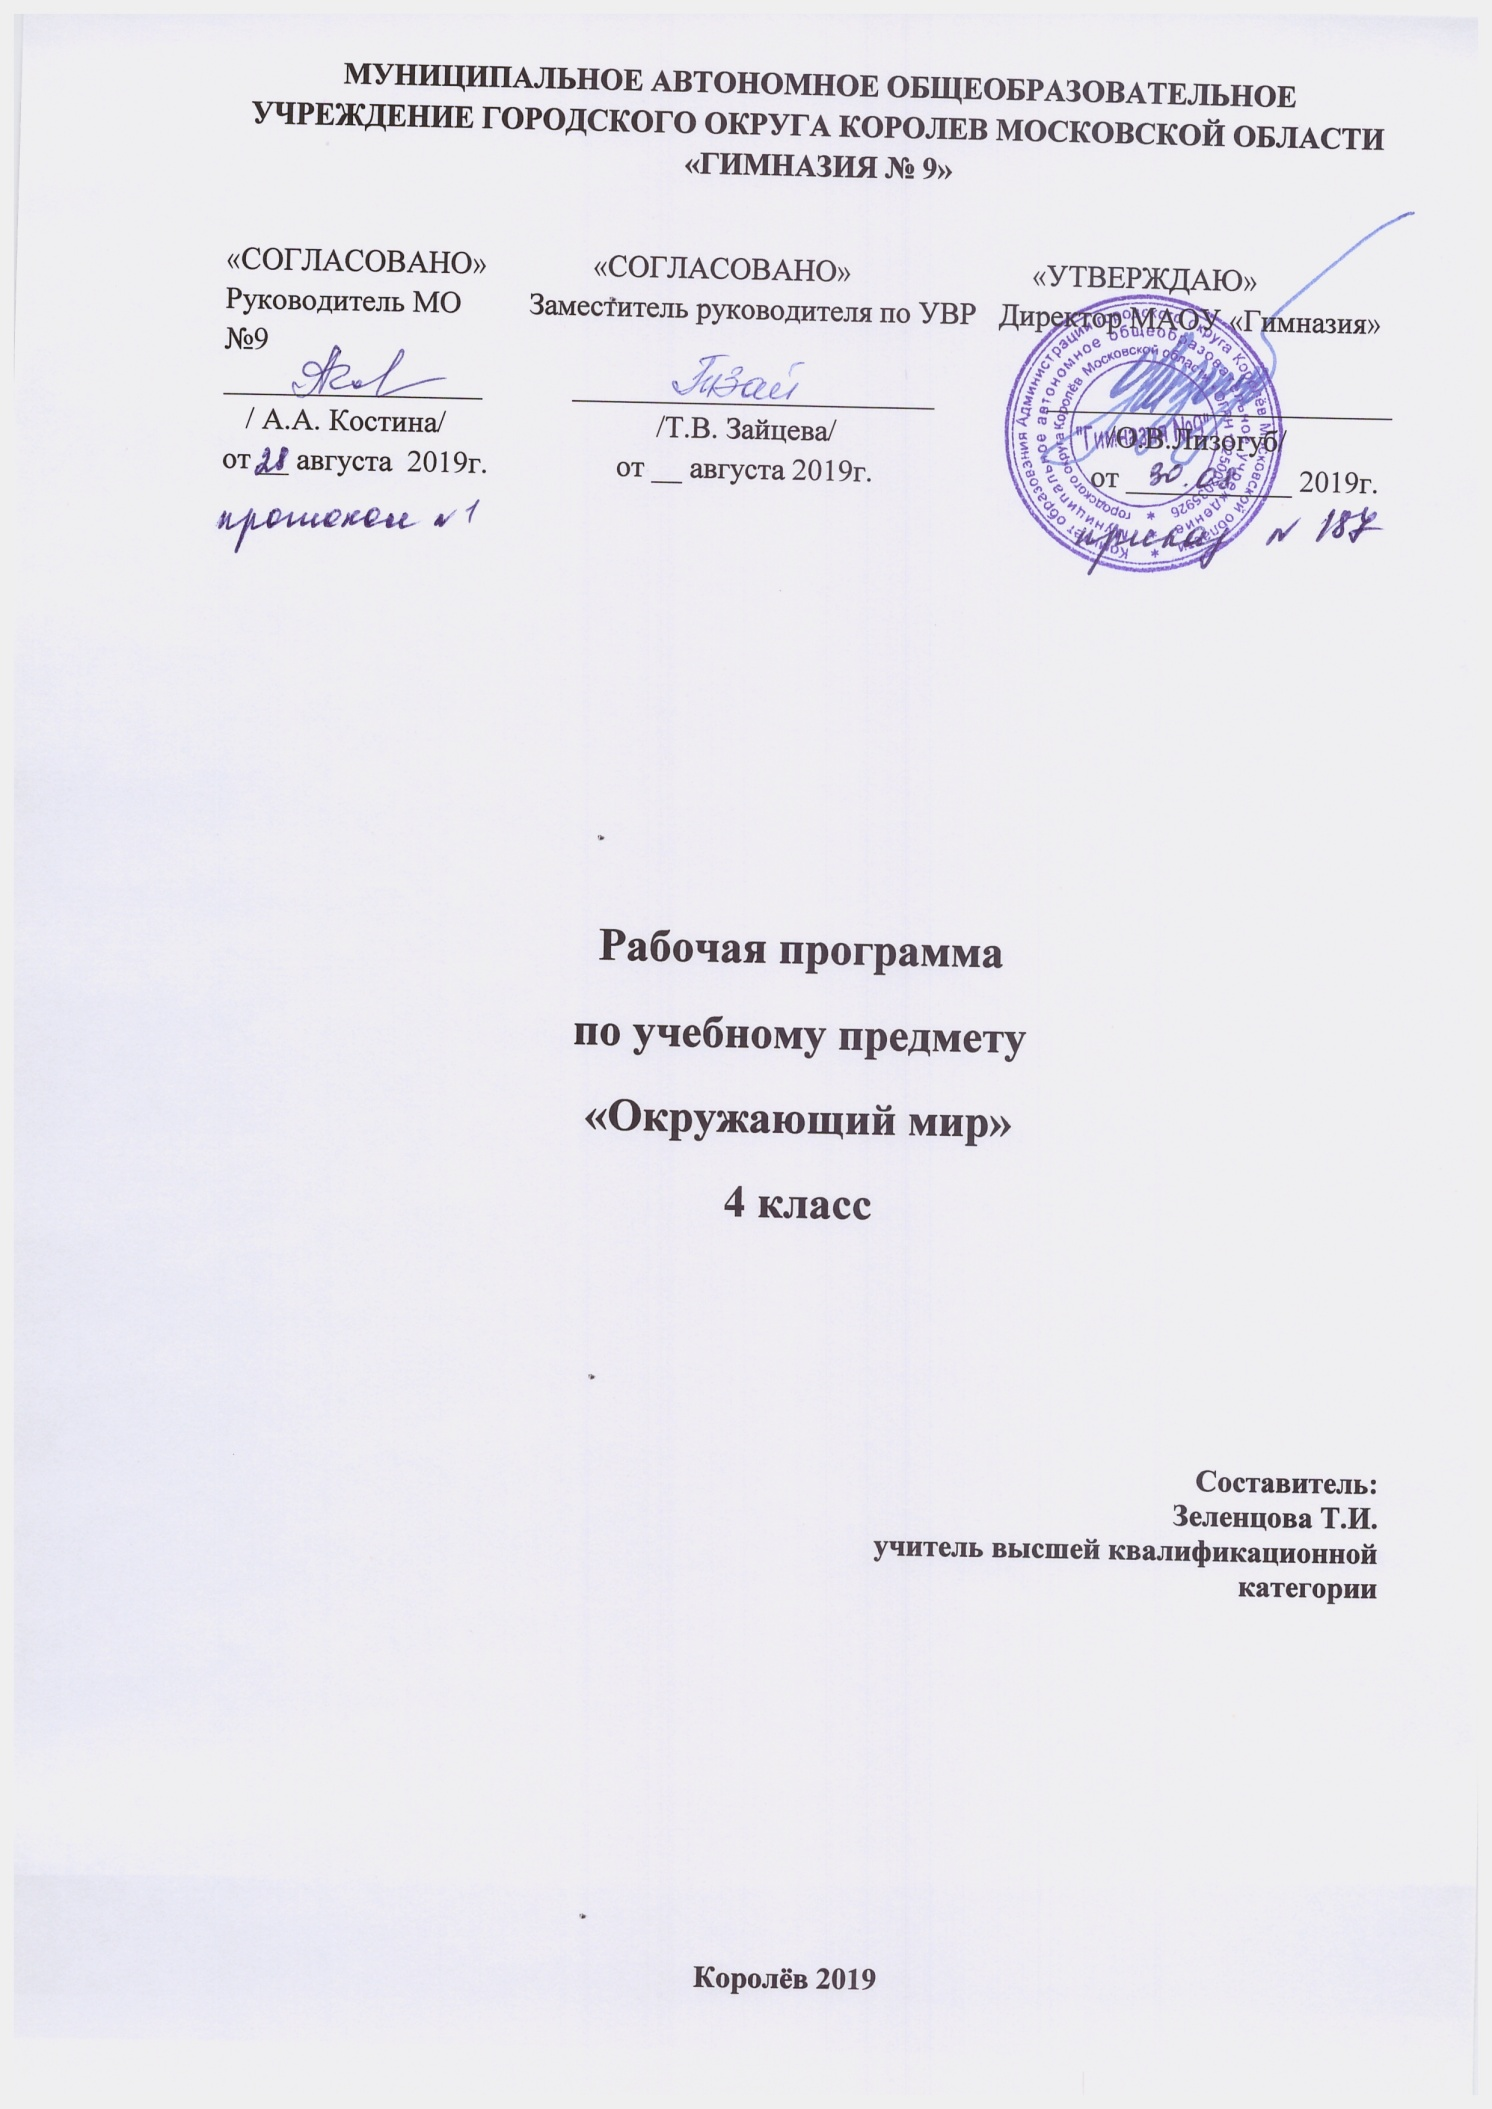 МУНИЦИПАЛЬНОЕ АВТОНОМНОЕ ОБЩЕОБРАЗОВАТЕЛЬНОЕ
УЧРЕЖДЕНИЕ ГОРОДСКОГО ОКРУГА КОРОЛЕВ МОСКОВСКОЙ ОБЛАСТИ
«ГИМНАЗИЯ № 9»
«СОГЛАСОВАНО»
Руководитель МО
№9
/ А.А. Костина/
от 28 августа 2019г.
протокол №1
«СОГЛАСОВАНО»
Заместитель руководителя по УВР
/Т.В. Зайцева/
от __ августа 2019г.
«УТВЕРЖДАЮ»
Директор МАОУ «Гимназия»
/О.В.Лизогуб/
от 30.08 2019г.
приказ № 187
"Гимназия №9"
Рабочая программа
по учебному предмету
«Окружающий мир»
4 класс
Составитель:
Зеленцова Т.И.
учитель высшей квалификационной
категории
Королёв 2019